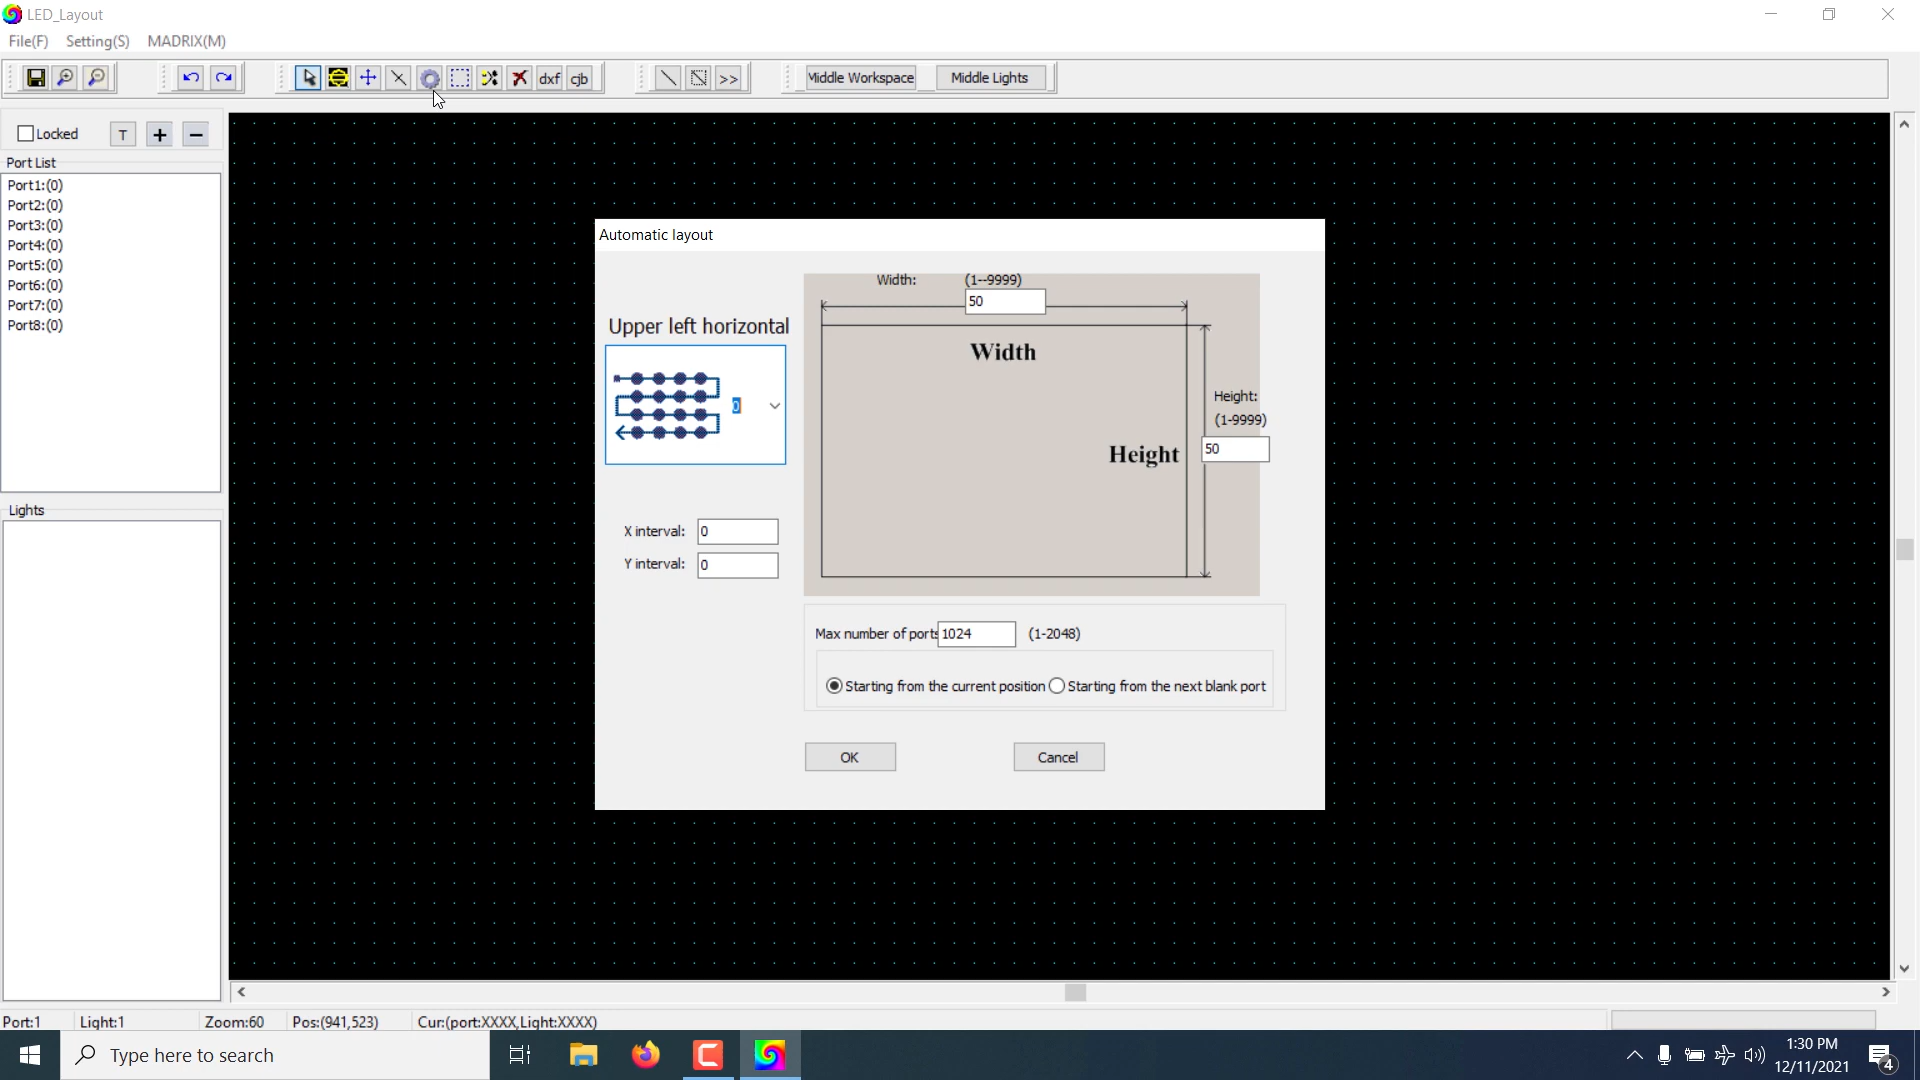 LED_Layout
File(F) Setting(S) MADRIX(M)
dxf cjb >> Middle Workspace Middle Lights
Locked T + −
Port List
Port1:(0)
Port2:(0)
Port3:(0)
Port4:(0)
Port5:(0)
Port6:(0)
Port7:(0)
Port8:(0)
Lights
Automatic layout
Width: (1--9999)
50
Upper left horizontal
Width
0
Height:
(1-9999)
50
Height
X interval: 0
Y interval: 0
Max number of ports 1024 (1-2048)
Starting from the current position Starting from the next blank port
OK Cancel
Port:1 Light:1 Zoom:60 Pos:(941,523) Cur:(port:XXXX,Light:XXXX)
Type here to search
1:30 PM
12/11/2021
4